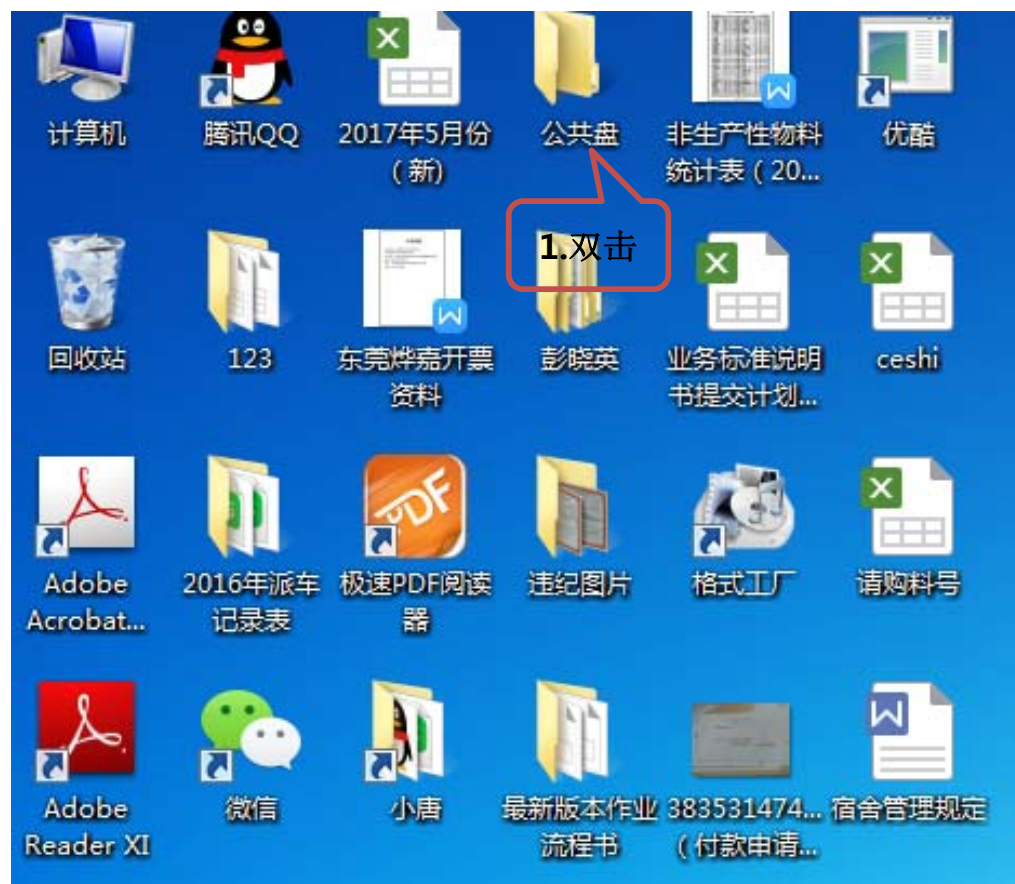 计算机
腾讯QQ
2017年5月份
（新)
公共盘
非生产性物料
统计表（20...
优酷
1.双击
回收站
123
东莞烨嘉开票
资料
彭晓英
业务标准说明
书提交计划...
ceshi
Adobe
Acrobat...
2016年派车
记录表
极速PDF阅读
器
违纪图片
格式工厂
请购料号
Adobe
Reader XI
微信
小唐
最新版本作业
流程书
383531474...
（付款申请...
宿舍管理规定